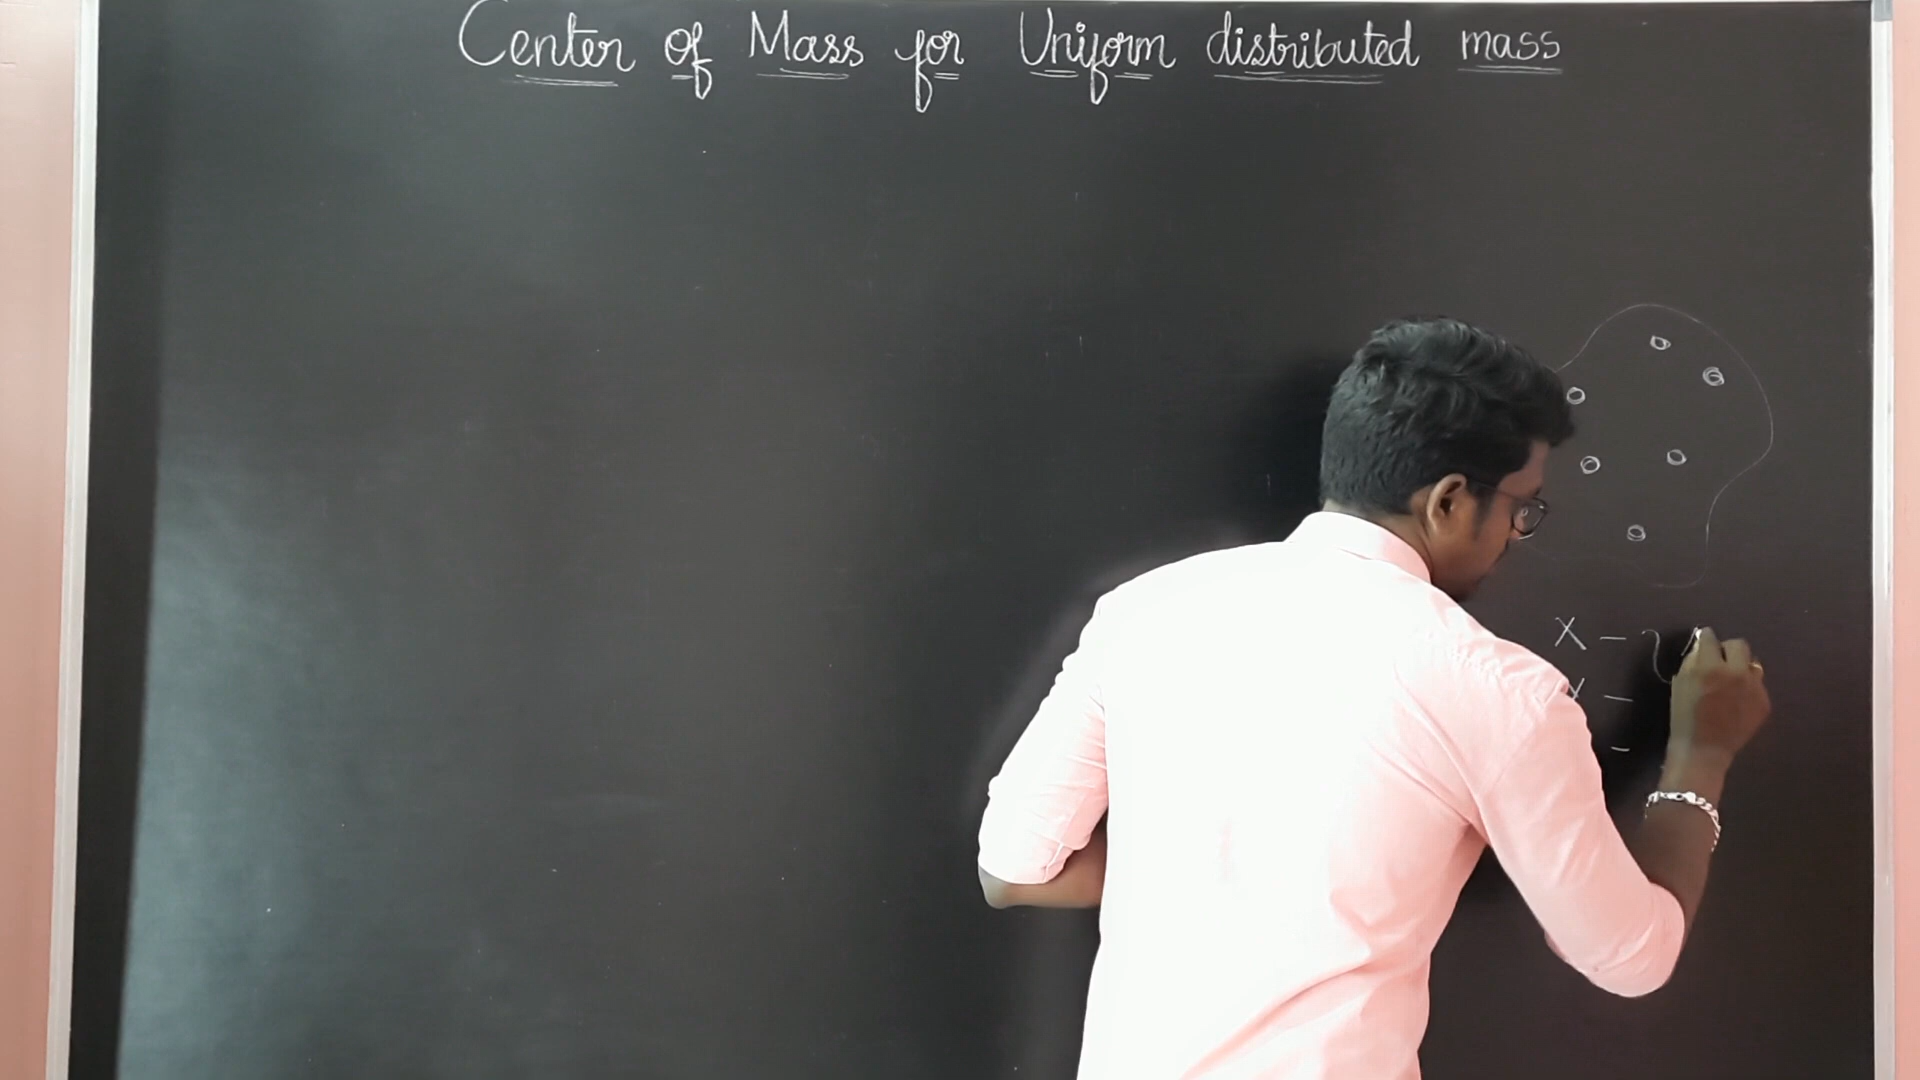 Center of Mass for Uniform distributed mass
X –
Y –
–